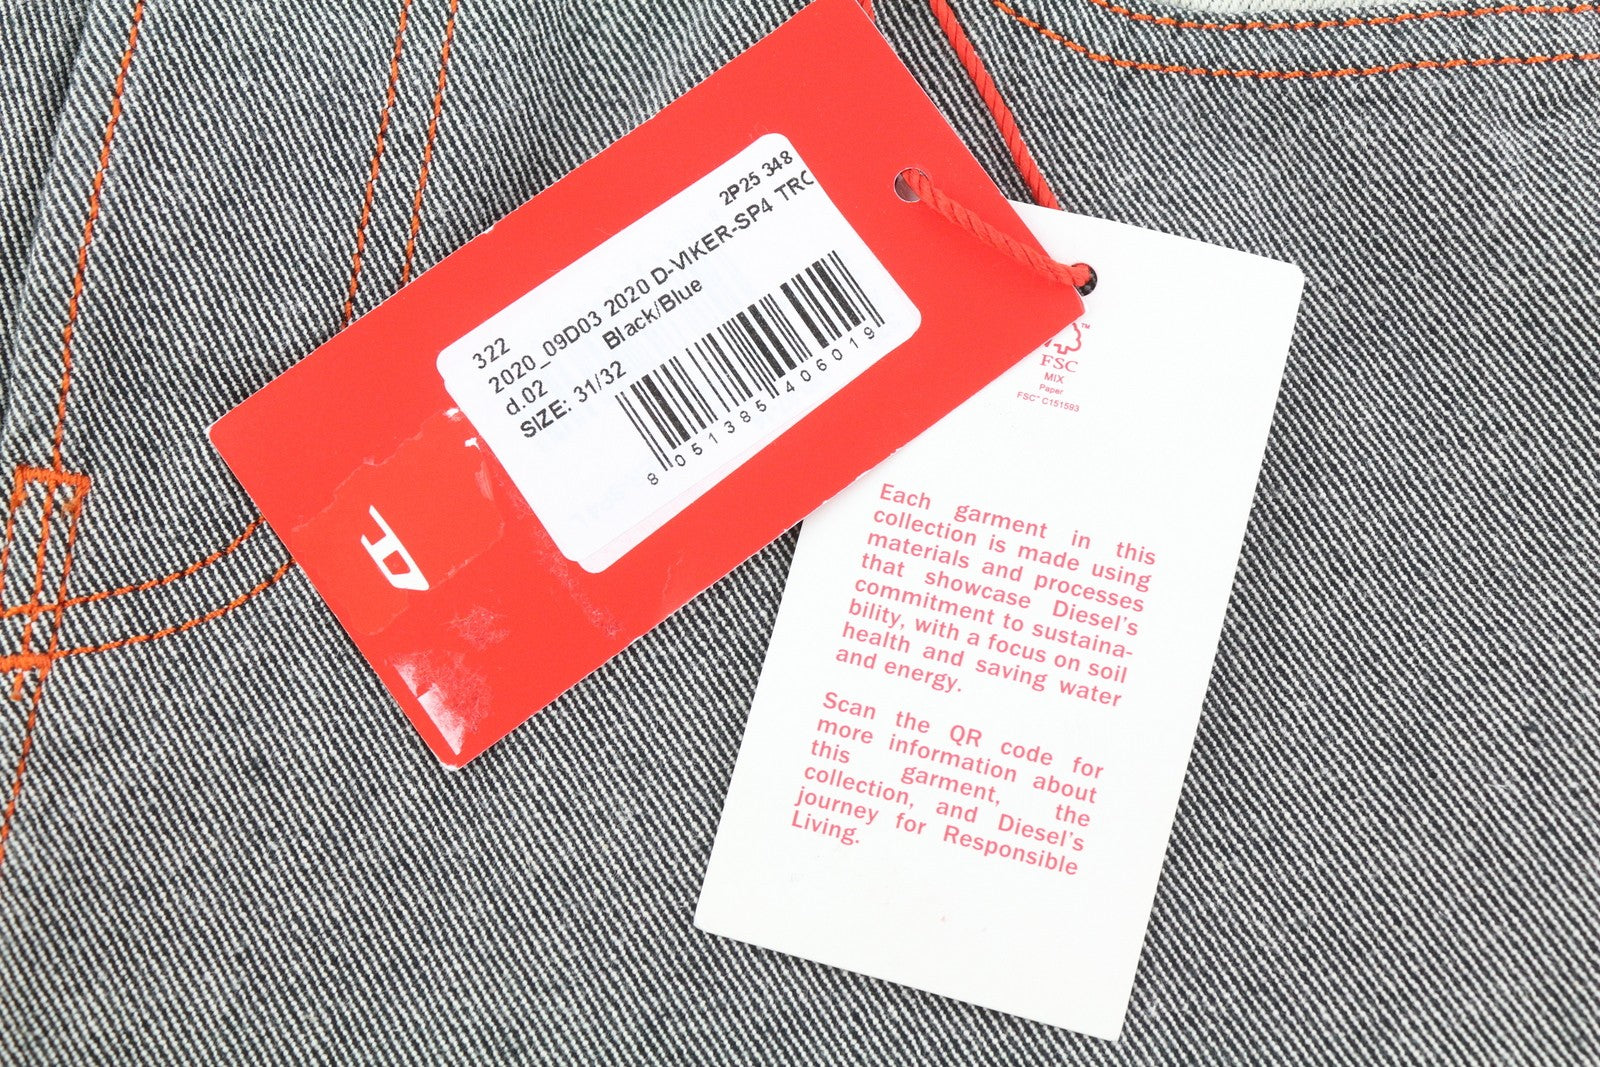 2P25 348
322
2020_09D03 2020 D-VIKER-SP4 TRO
d.02 Black/Blue
SIZE: 31/32
8 051385 406019
D
FSC
MIX
Paper
FSC™ C151593
Each garment in this
collection is made using
materials and processes
that showcase Diesel's
commitment to sustaina-
bility, with a focus on soil
health and saving water
and energy.
Scan the QR code for
more information about
this garment, the
collection, and Diesel's
journey for Responsible
Living.